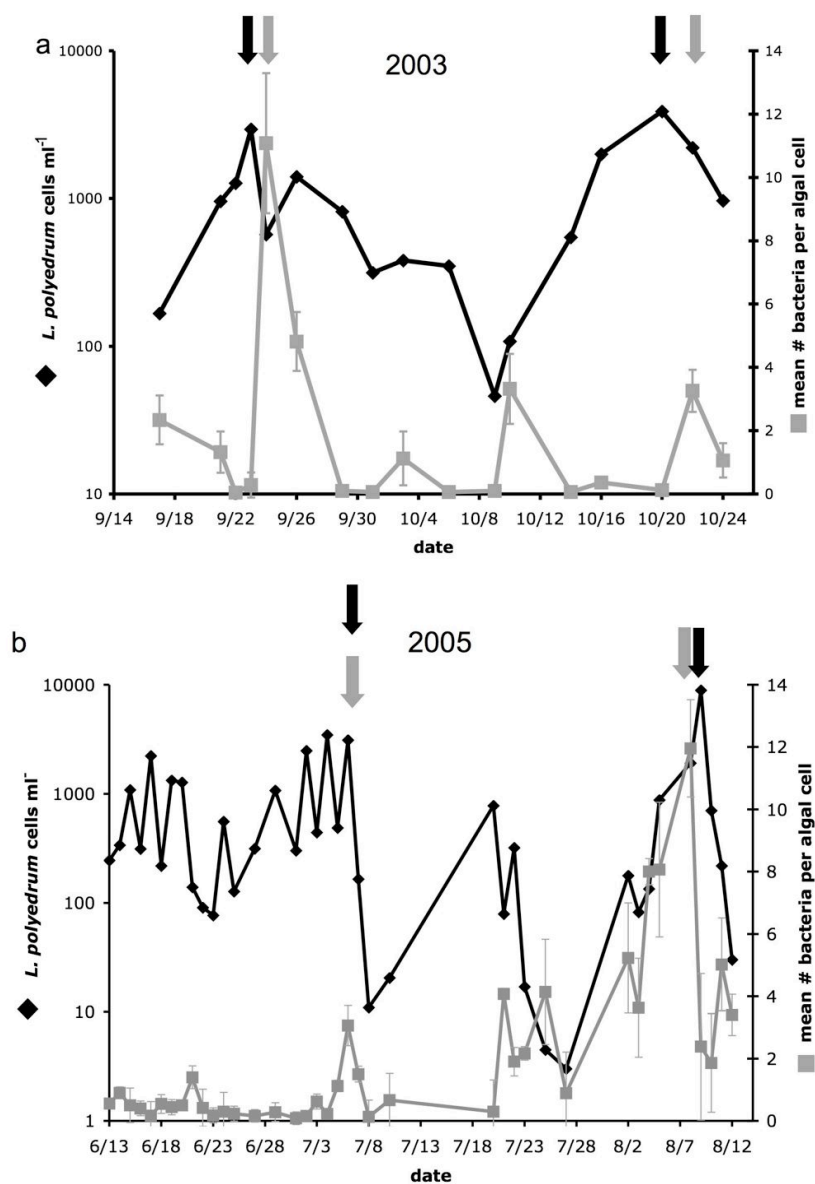 a
2003
10000
1000
100
10
14
12
10
8
6
4
2
0
L. polyedrum cells ml-1
mean # bacteria per algal cell
9/14 9/18 9/22 9/26 9/30 10/4 10/8 10/12 10/16 10/20 10/24
date
b
2005
10000
1000
100
10
1
14
12
10
8
6
4
2
0
L. polyedrum cells ml-
mean # bacteria per algal cell
6/13 6/18 6/23 6/28 7/3 7/8 7/13 7/18 7/23 7/28 8/2 8/7 8/12
date